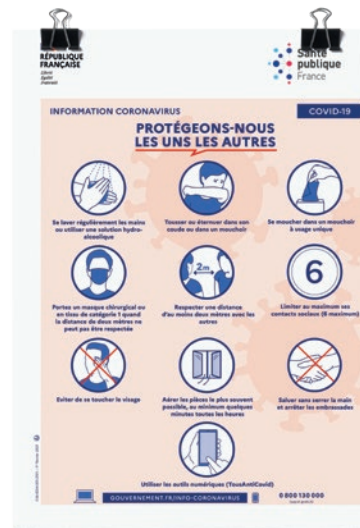 RÉPUBLIQUE
FRANÇAISE
Liberté
Égalité
Fraternité
Santé
publique
France
INFORMATION CORONAVIRUS
COVID-19
PROTÉGEONS-NOUS
LES UNS LES AUTRES
Se laver régulièrement les mains
ou utiliser une solution hydro-
alcoolique
Tousser ou éternuer dans son
coude ou dans un mouchoir
Se moucher dans un mouchoir
à usage unique
2m
6
Portez un masque chirurgical ou
en tissu de catégorie 1 quand
la distance de deux mètres ne
peut pas être respectée
Respecter une distance
d'au moins deux mètres avec les
autres
Limiter au maximum ses
contacts sociaux (6 maximum)
Eviter de se toucher le visage
Aérer les pièces le plus souvent
possible, au minimum quelques
minutes toutes les heures
Saluer sans serrer la main
et arrêter les embrassades
Utiliser les outils numériques (TousAntiCovid)
GOUVERNEMENT.FR/INFO-CORONAVIRUS
0 800 130 000